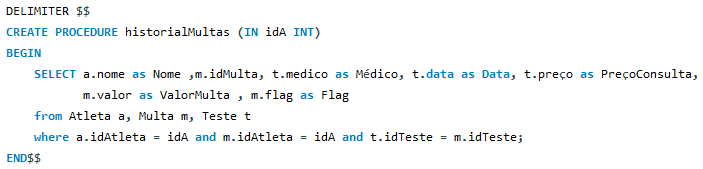 DELIMITER $$
CREATE PROCEDURE historialMultas (IN idA INT)
BEGIN
SELECT a.nome as Nome ,m.idMulta, t.medico as Médico, t.data as Data, t.preço as PreçoConsulta,
m.valor as ValorMulta , m.flag as Flag
from Atleta a, Multa m, Teste t
where a.idAtleta = idA and m.idAtleta = idA and t.idTeste = m.idTeste;
END$$